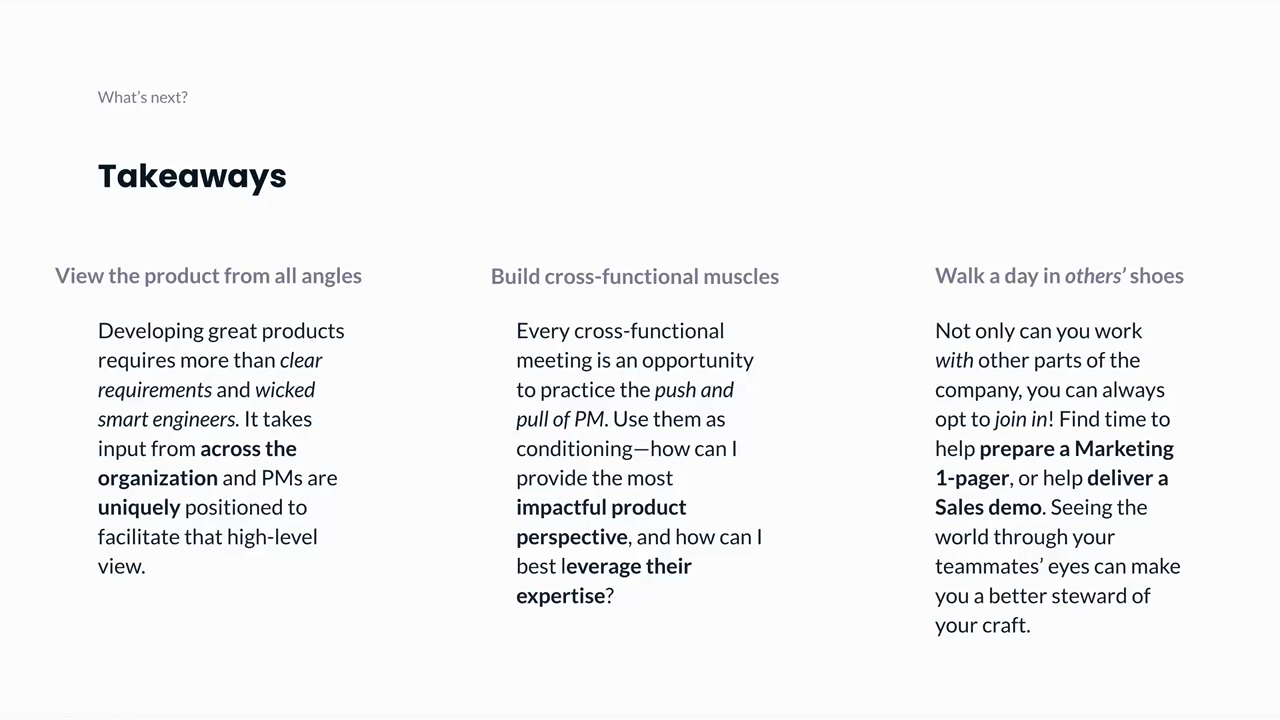 What's next?
Takeaways
View the product from all angles
Developing great products
requires more than clear
requirements and wicked
smart engineers. It takes
input from across the
organization and PMs are
uniquely positioned to
facilitate that high-level
view.
Build cross-functional muscles
Every cross-functional
meeting is an opportunity
to practice the push and
pull of PM. Use them as
conditioning—how can I
provide the most
impactful product
perspective, and how can I
best leverage their
expertise?
Walk a day in others' shoes
Not only can you work
with other parts of the
company, you can always
opt to join in! Find time to
help prepare a Marketing
1-pager, or help deliver a
Sales demo. Seeing the
world through your
teammates' eyes can make
you a better steward of
your craft.